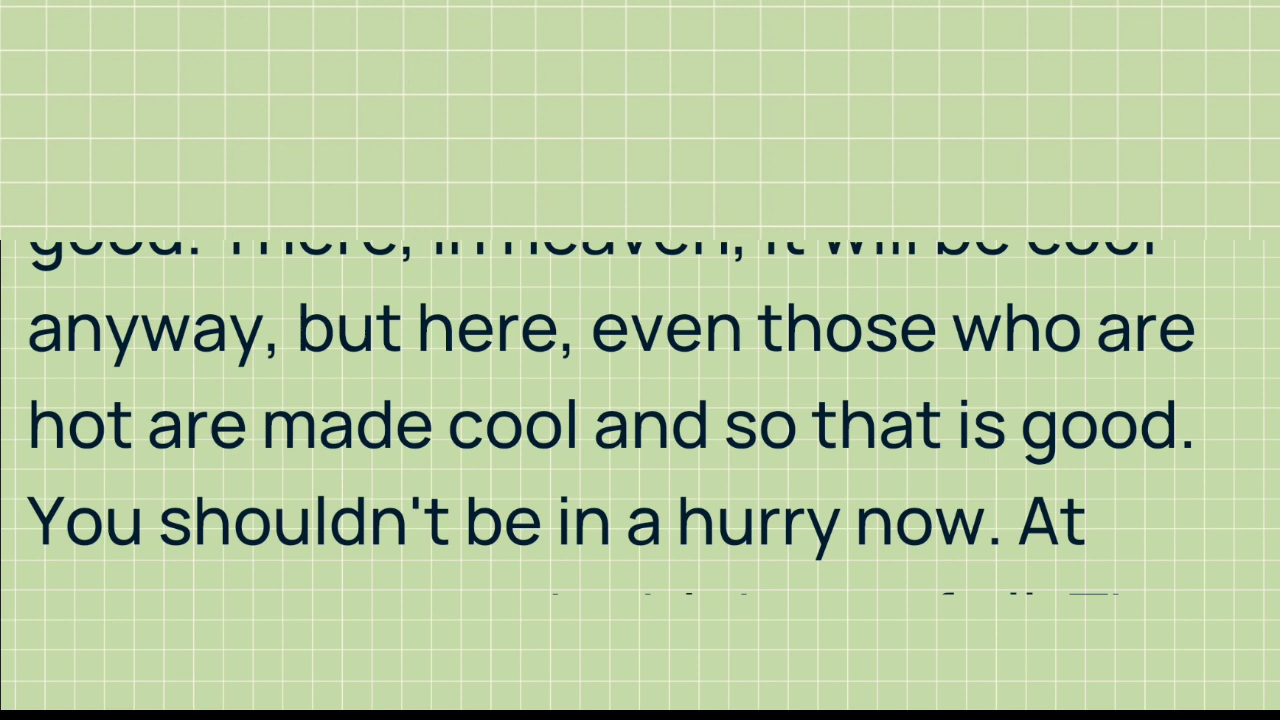 good. There, in heaven, it will be cool
anyway, but here, even those who are
hot are made cool and so that is good.
You shouldn't be in a hurry now. At